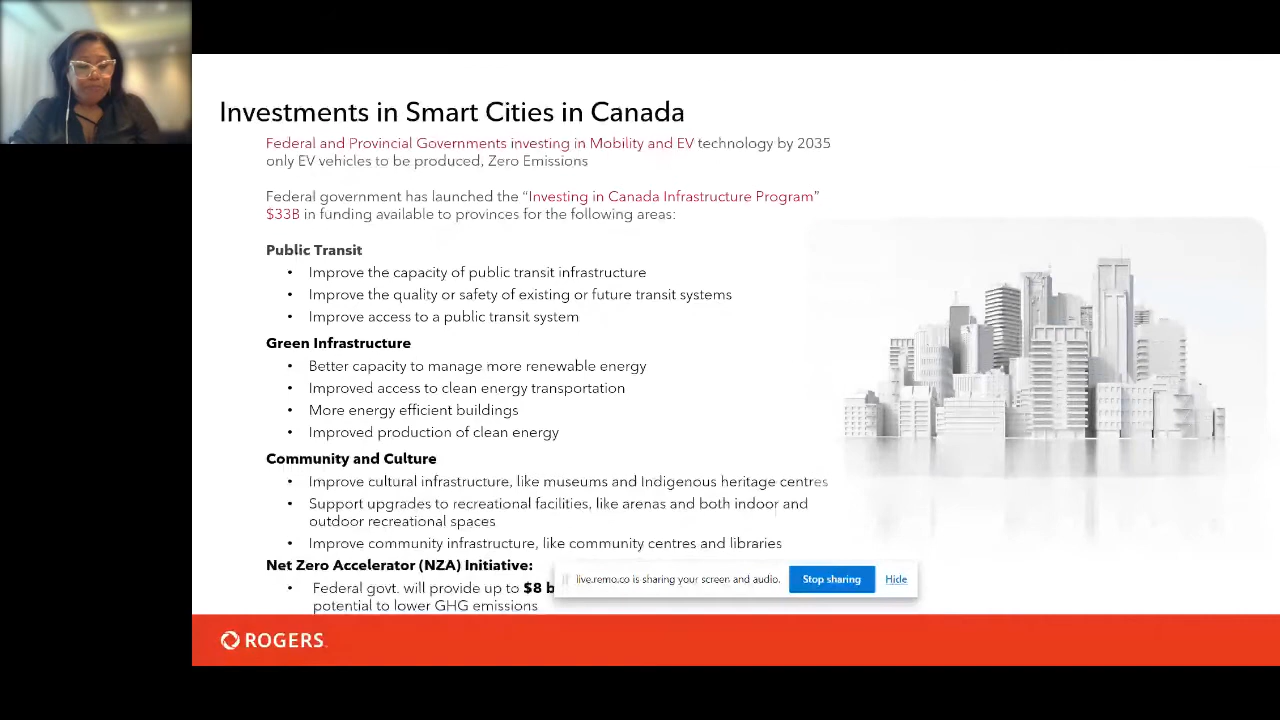 Investments in Smart Cities in Canada
Federal and Provincial Governments investing in Mobility and EV technology by 2035
only EV vehicles to be produced, Zero Emissions
Federal government has launched the “Investing in Canada Infrastructure Program”
$33B in funding available to provinces for the following areas:
Public Transit
• Improve the capacity of public transit infrastructure
• Improve the quality or safety of existing or future transit systems
• Improve access to a public transit system
Green Infrastructure
• Better capacity to manage more renewable energy
• Improved access to clean energy transportation
• More energy efficient buildings
• Improved production of clean energy
Community and Culture
• Improve cultural infrastructure, like museums and Indigenous heritage centres
• Support upgrades to recreational facilities, like arenas and both indoor and
outdoor recreational spaces
• Improve community infrastructure, like community centres and libraries
Net Zero Accelerator (NZA) Initiative:
• Federal govt. will provide up to $8 b
potential to lower GHG emissions
live.remo.co is sharing your screen and audio.
Stop sharing
Hide
ROGERS